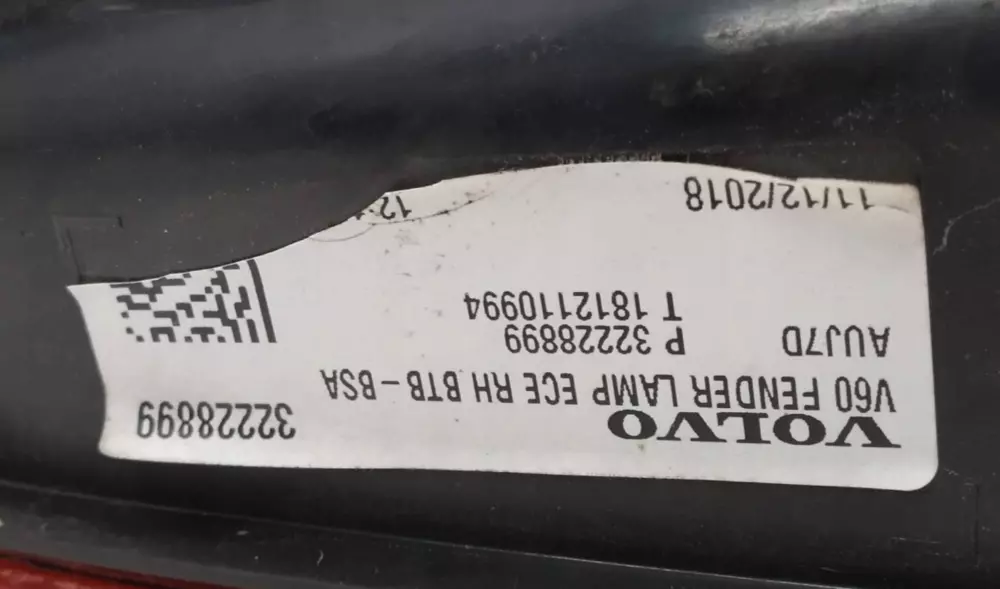 VOLVO
32228899
V60 FENDER LAMP ECE RH BTB-BSA
AUJ7D
P 32228899
T 1812110994
11/12/2018